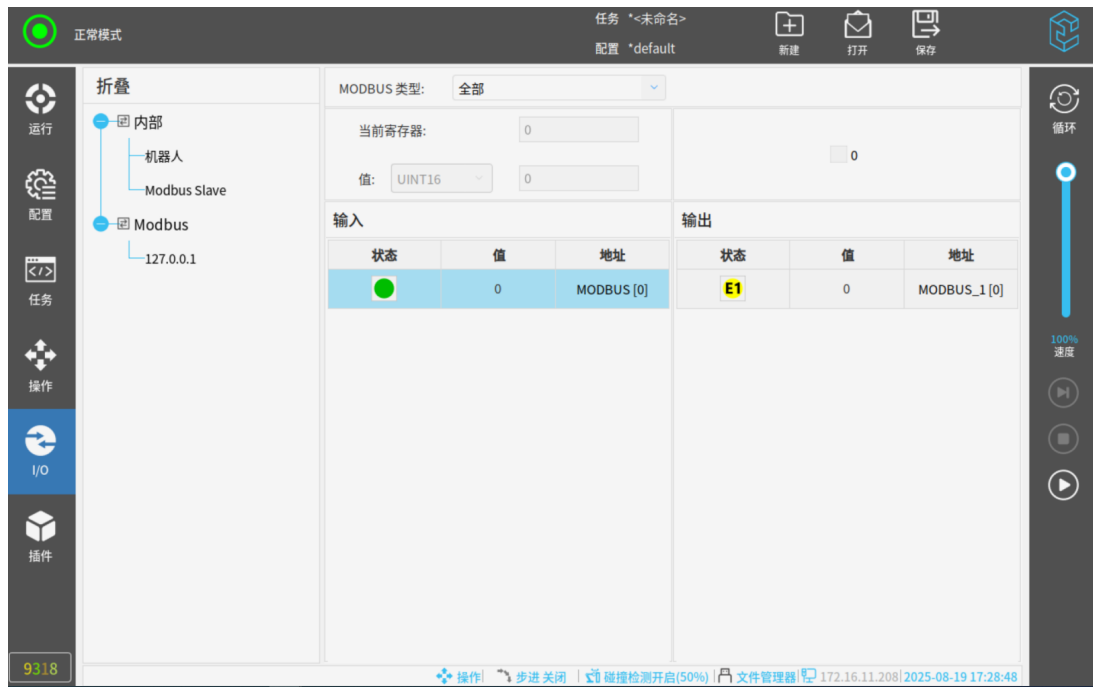 正常模式
任务 *<未命名>
配置 *default
新建
打开
保存
运行
配置
任务
操作
I/O
插件
9318
折叠
内部
机器人
Modbus Slave
Modbus
127.0.0.1
MODBUS 类型: 全部
当前寄存器: 0
值: UINT16 0
0
输入
状态 值 地址
0 MODBUS [0]
输出
状态 值 地址
E1 0 MODBUS_1 [0]
循环
100%
速度
操作 步进 关闭 碰撞检测开启(50%) 文件管理器 172.16.11.208 2025-08-19 17:28:48